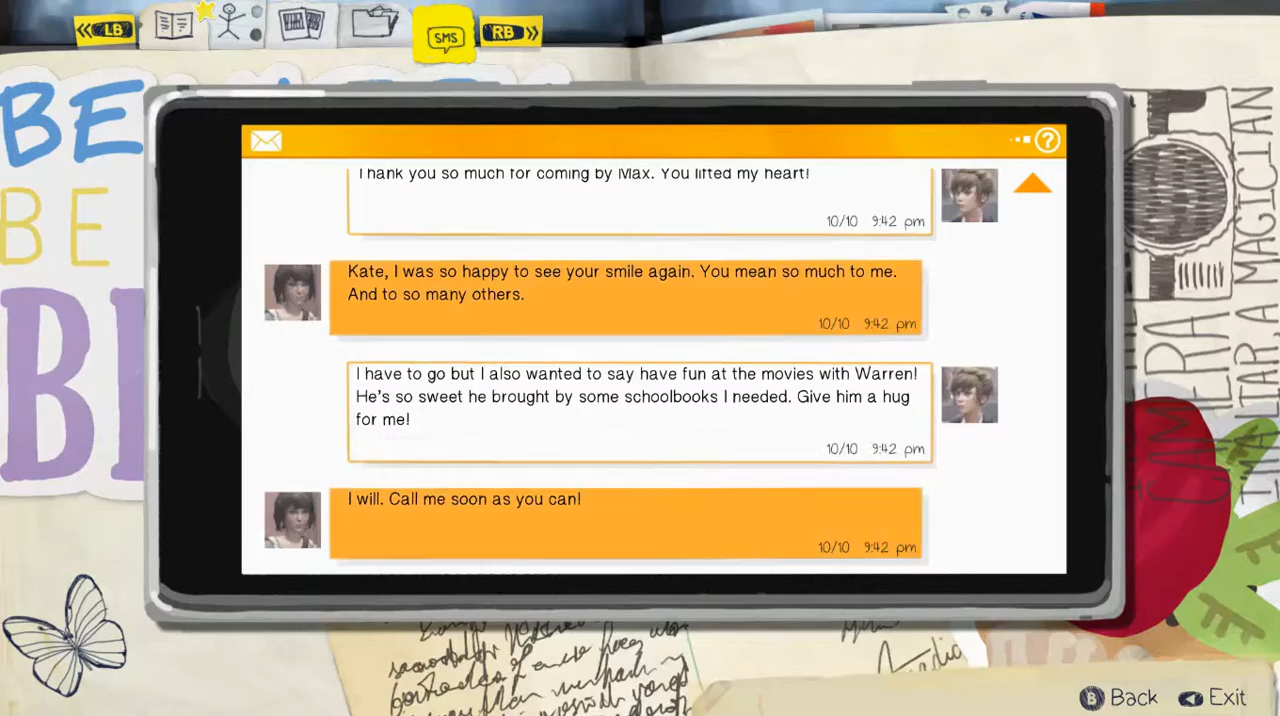 LB
SMS
RB
BE
BE
Thank you so much for coming by Max. You lifted my heart!
10/10 9:42 pm
Kate, I was so happy to see your smile again. You mean so much to me.
And to so many others.
10/10 9:42 pm
I have to go but I also wanted to say have fun at the movies with Warren!
He's so sweet he brought by some schoolbooks I needed. Give him a hug
for me!
10/10 9:42 pm
I will. Call me soon as you can!
10/10 9:42 pm
CAMERA
LIAR, A MAGICIAN
B Back
Exit